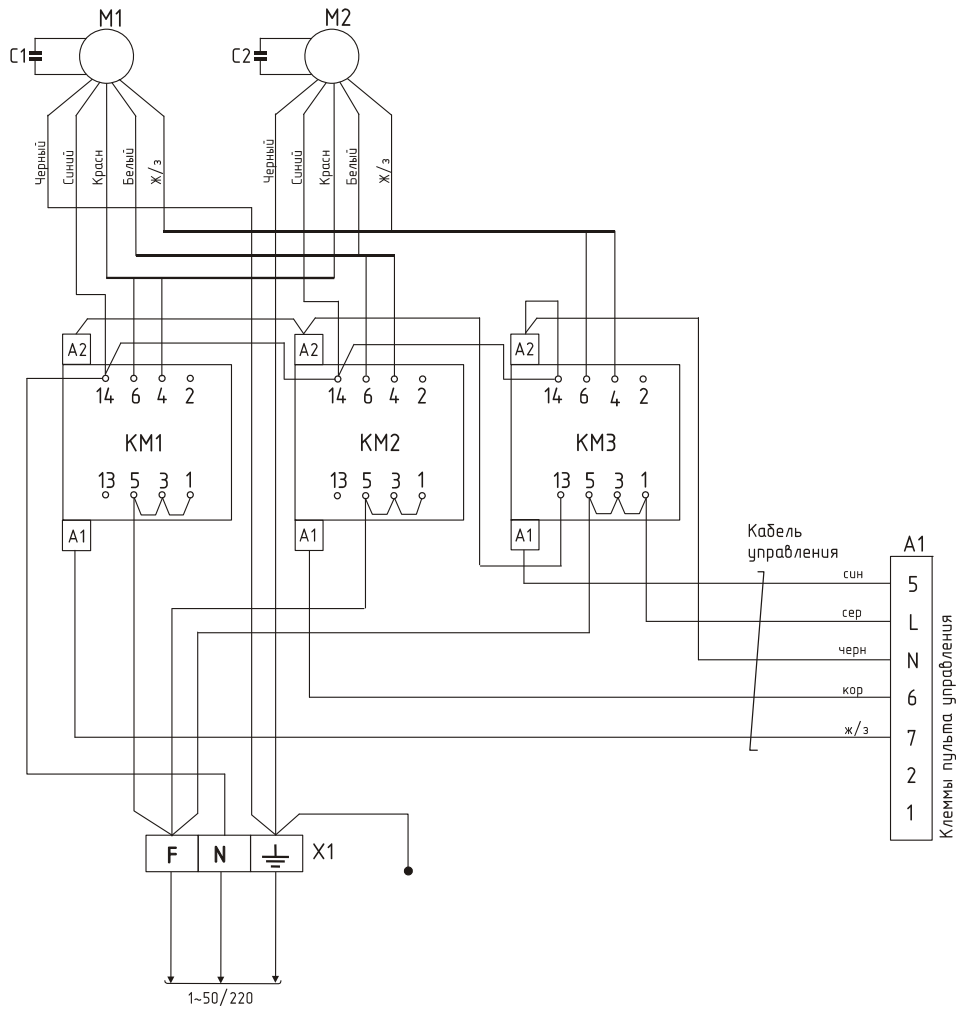 M1
M2
C1
C2
Черный
Синий
Красн
Белый
Ж/з
Черный
Синий
Красн
Белый
Ж/з
A2
A2
A2
14 6 4 2
14 6 4 2
14 6 4 2
KM1
KM2
KM3
13 5 3 1
13 5 3 1
13 5 3 1
A1
A1
A1
Кабель
управления
A1
син
5
сер
L
черн
N
кор
6
ж/з
7
2
1
Клеммы пульта управления
F
N
X1
1~50/220